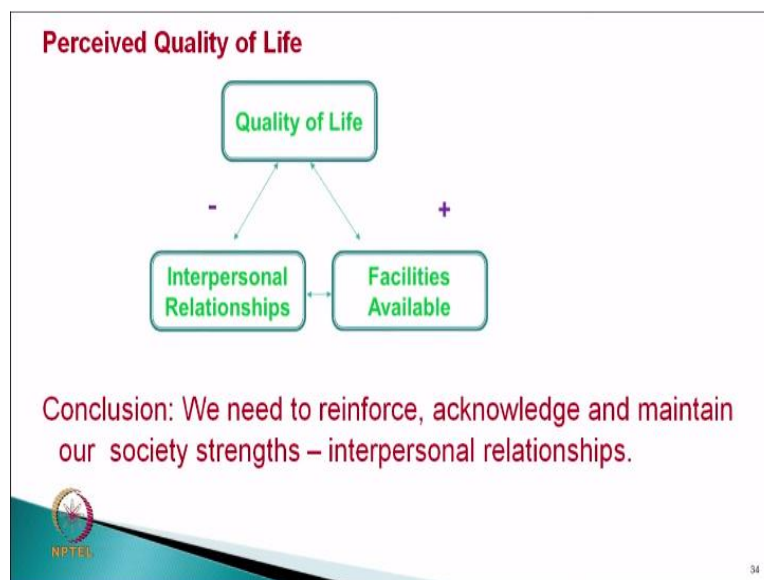 Perceived Quality of Life
Quality of Life
-
+
Interpersonal
Relationships
Facilities
Available
Conclusion: We need to reinforce, acknowledge and maintain
our society strengths – interpersonal relationships.
NPTEL
34